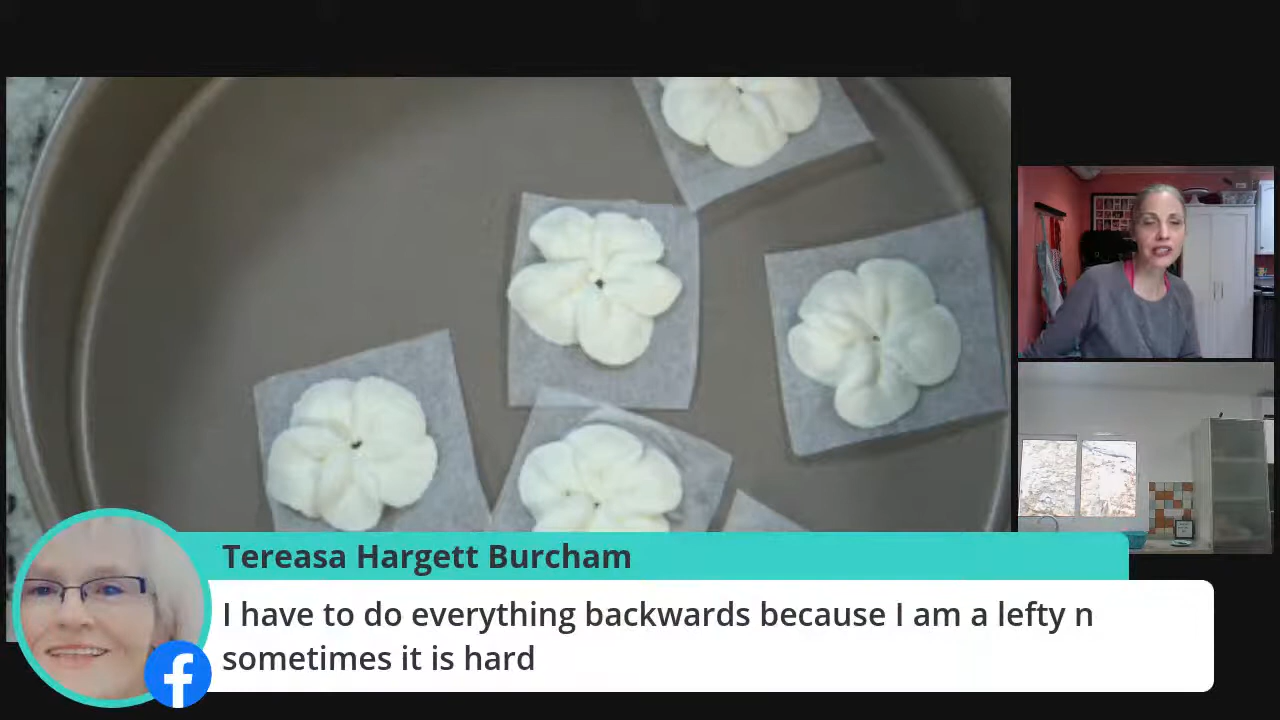 Tereasa Hargett Burcham
I have to do everything backwards because I am a lefty n
sometimes it is hard